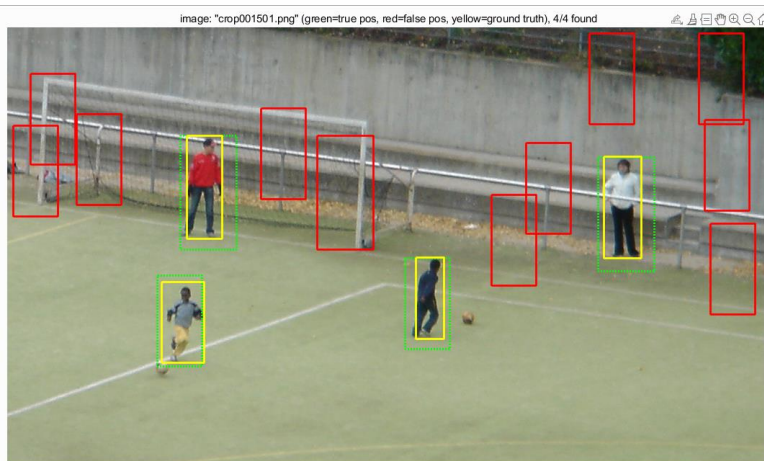 image: "crop001501.png" (green=true pos, red=false pos, yellow=ground truth), 4/4 found